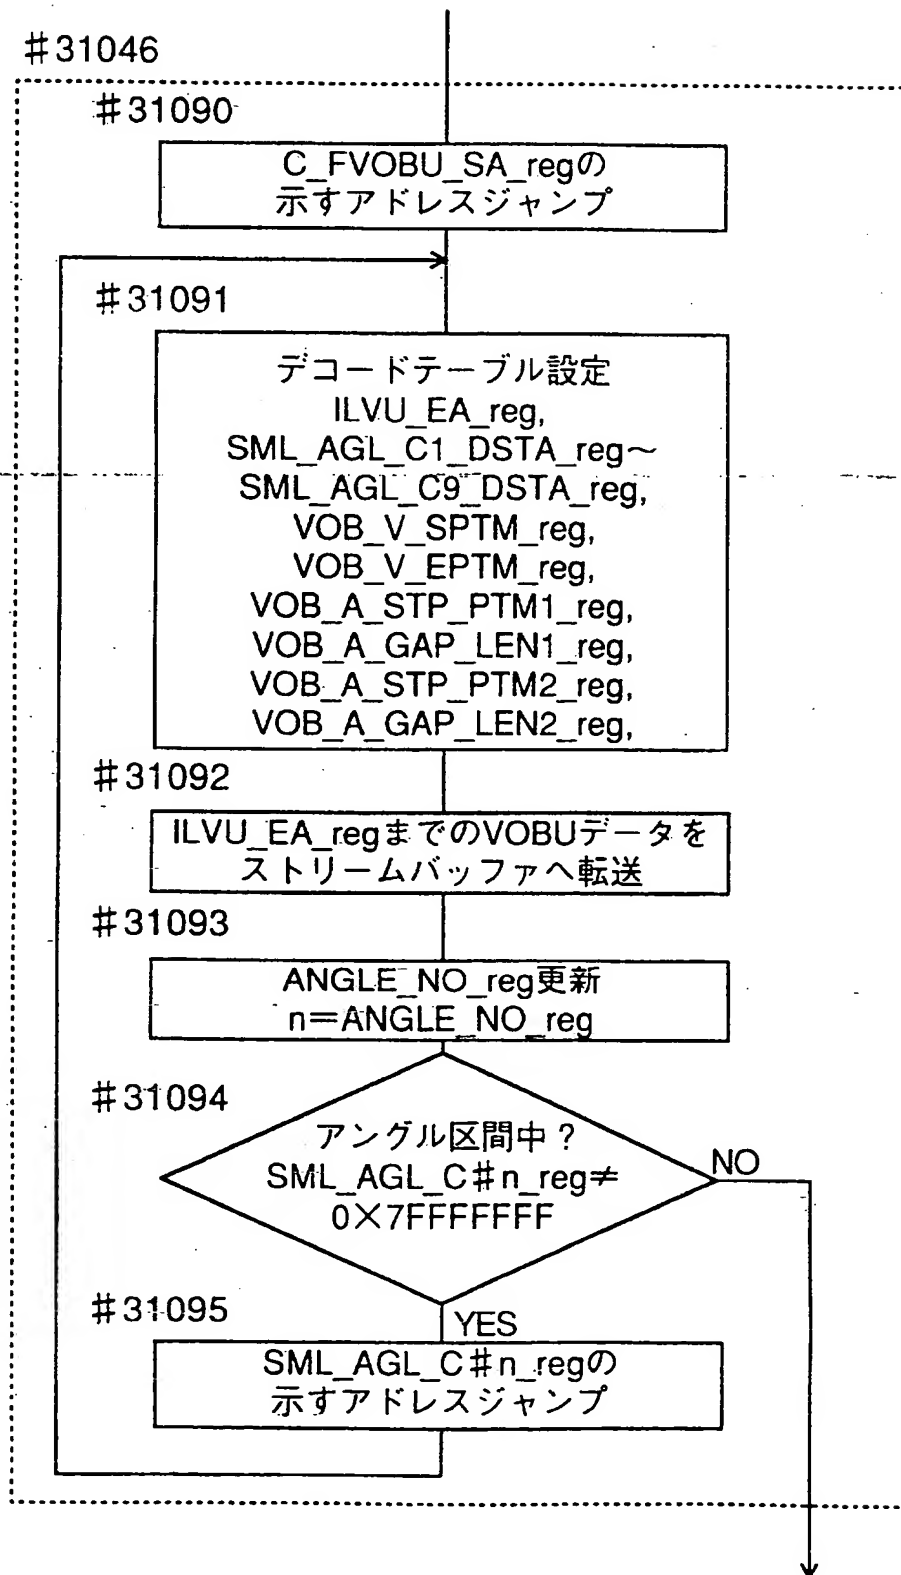 #31046
#31090
C_FVOBU_SA_regの
示すアドレスジャンプ
#31091
デコードテーブル設定
ILVU_EA_reg,
SML_AGL_C1_DSTA_reg～
SML_AGL_C9_DSTA_reg,
VOB_V_SPTM_reg,
VOB_V_EPTM_reg,
VOB_A_STP_PTM1_reg,
VOB_A_GAP_LEN1_reg,
VOB_A_STP_PTM2_reg,
VOB_A_GAP_LEN2_reg,
#31092
ILVU_EA_regまでのVOBUデータを
ストリームバッファへ転送
#31093
ANGLE_NO_reg更新
n=ANGLE_NO_reg
#31094
アングル区間中？
SML_AGL_C#n_reg≠
0×7FFFFFFF
NO
#31095
YES
SML_AGL_C#n_regの
示すアドレスジャンプ